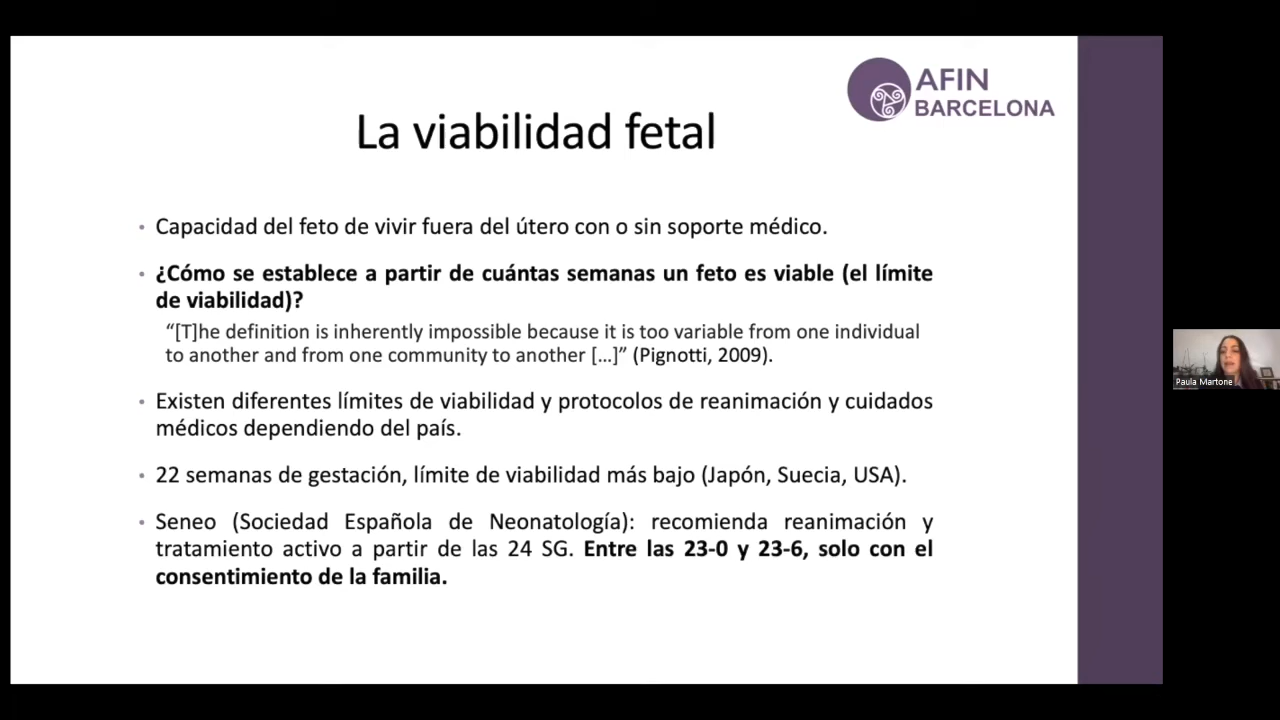 AFIN
BARCELONA
La viabilidad fetal
• Capacidad del feto de vivir fuera del útero con o sin soporte médico.
• ¿Cómo se establece a partir de cuántas semanas un feto es viable (el límite
de viabilidad)?
“[T]he definition is inherently impossible because it is too variable from one individual
to another and from one community to another […]” (Pignotti, 2009).
• Existen diferentes límites de viabilidad y protocolos de reanimación y cuidados
médicos dependiendo del país.
• 22 semanas de gestación, límite de viabilidad más bajo (Japón, Suecia, USA).
• Seneo (Sociedad Española de Neonatología): recomienda reanimación y
tratamiento activo a partir de las 24 SG. Entre las 23-0 y 23-6, solo con el
consentimiento de la familia.
Paula Martone